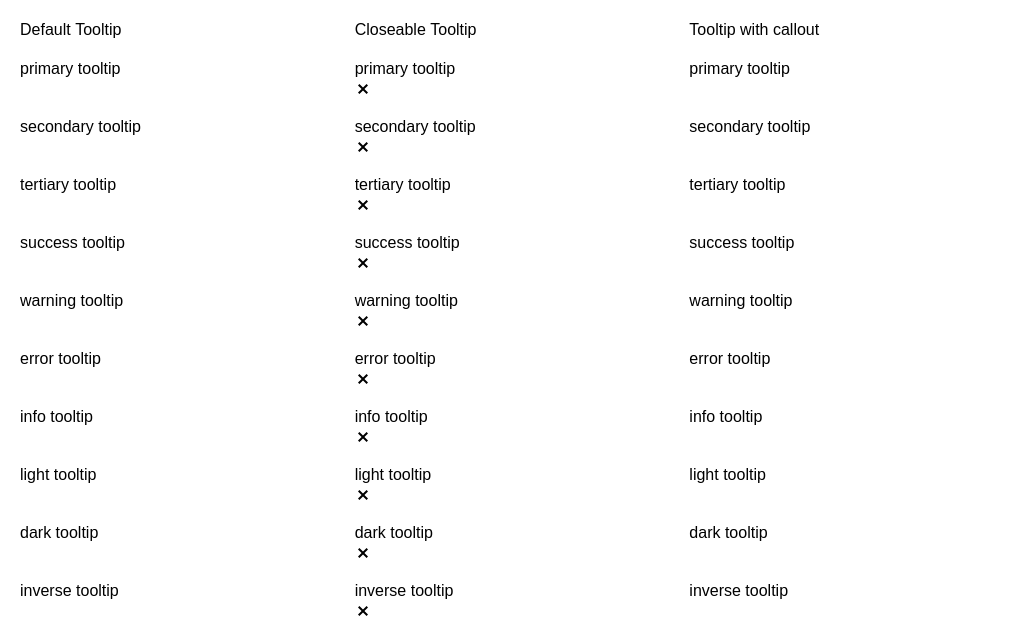 Default Tooltip Closeable Tooltip Tooltip with callout
primary tooltip primary tooltip primary tooltip
✕
secondary tooltip secondary tooltip secondary tooltip
✕
tertiary tooltip tertiary tooltip tertiary tooltip
✕
success tooltip success tooltip success tooltip
✕
warning tooltip warning tooltip warning tooltip
✕
error tooltip error tooltip error tooltip
✕
info tooltip info tooltip info tooltip
✕
light tooltip light tooltip light tooltip
✕
dark tooltip dark tooltip dark tooltip
✕
inverse tooltip inverse tooltip inverse tooltip
✕